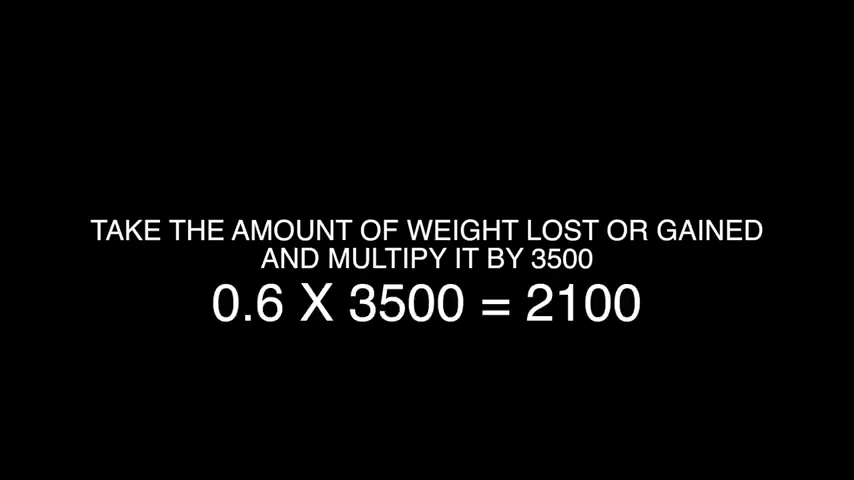 TAKE THE AMOUNT OF WEIGHT LOST OR GAINED
AND MULTIPY IT BY 3500
0.6 X 3500 = 2100